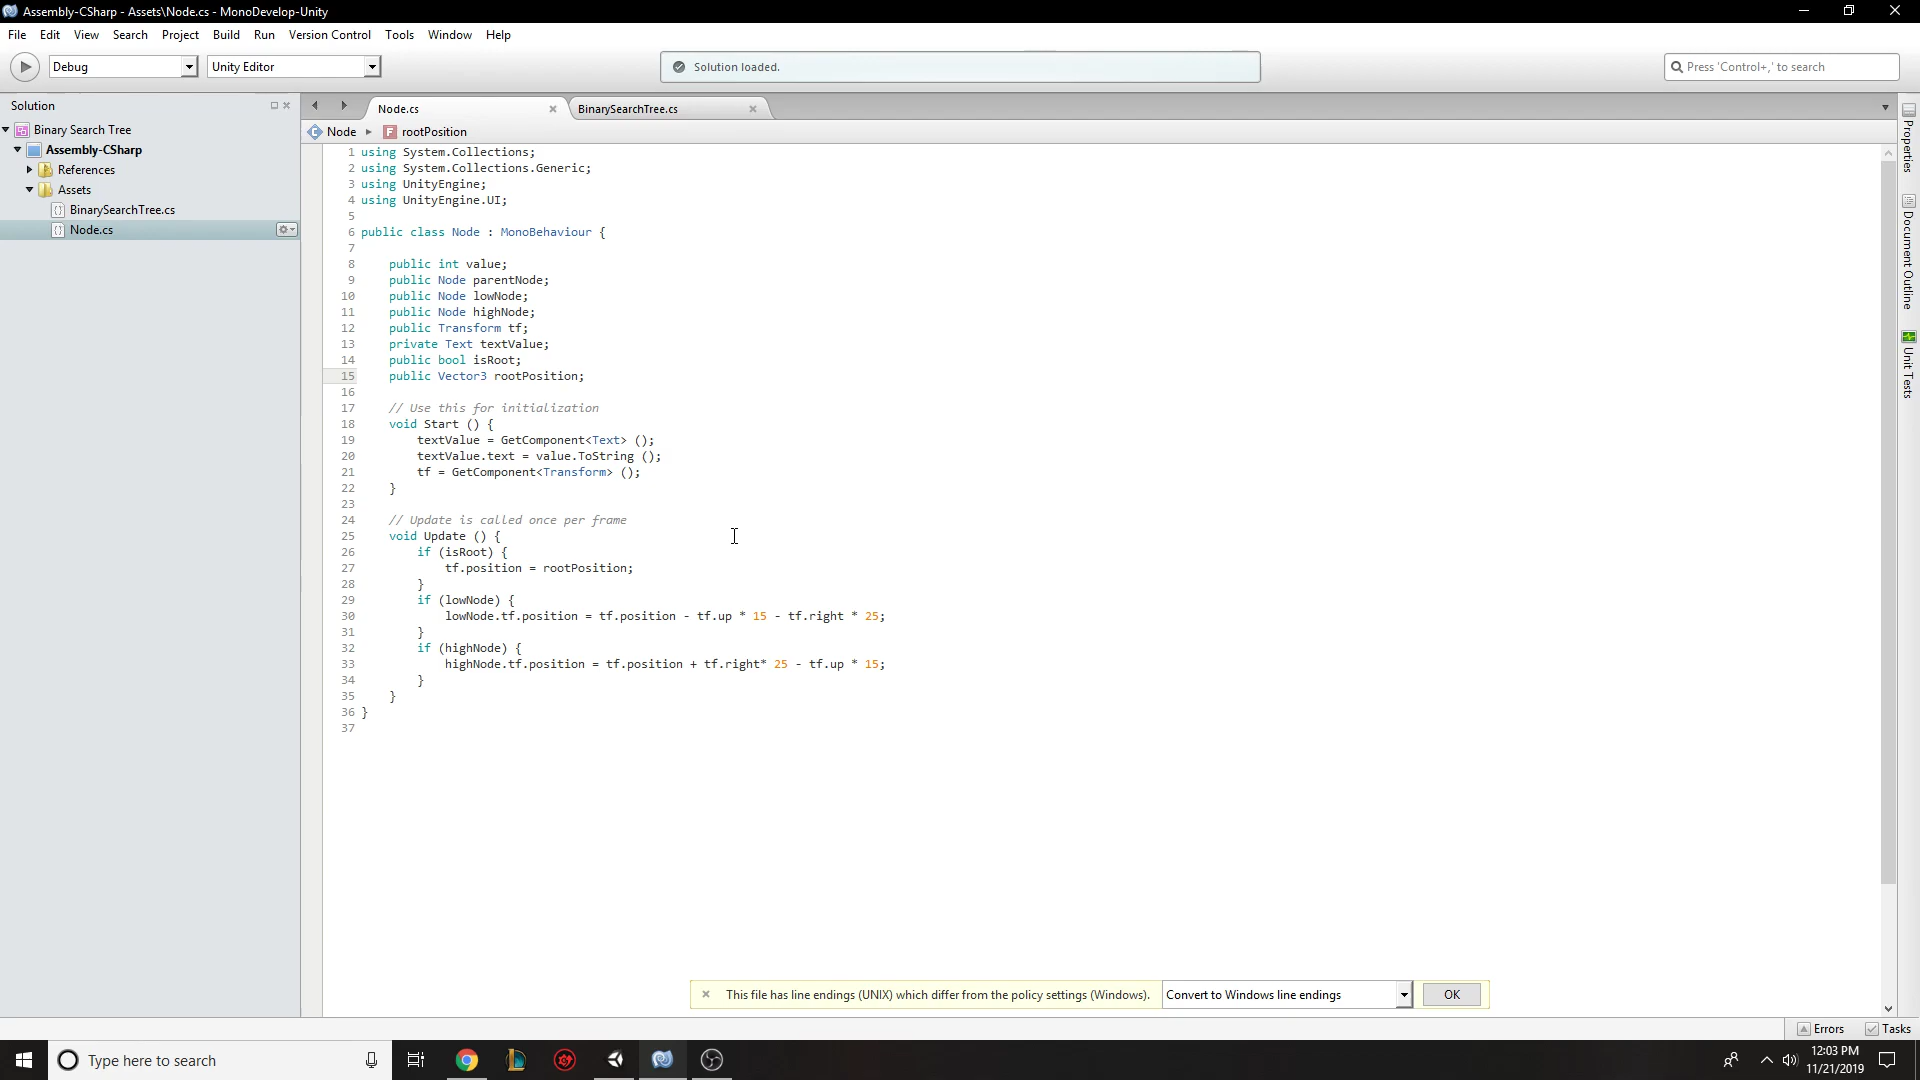 Assembly-CSharp - Assets\Node.cs - MonoDevelop-Unity
File Edit View Search Project Build Run Version Control Tools Window Help
Debug
Unity Editor
Solution loaded.
Press 'Control+,' to search
Solution
Binary Search Tree
Assembly-CSharp
References
Assets
BinarySearchTree.cs
Node.cs
Node.cs
BinarySearchTree.cs
Node
rootPosition
1 using System.Collections;
2 using System.Collections.Generic;
3 using UnityEngine;
4 using UnityEngine.UI;
5
6 public class Node : MonoBehaviour {
7
8 public int value;
9 public Node parentNode;
10 public Node lowNode;
11 public Node highNode;
12 public Transform tf;
13 private Text textValue;
14 public bool isRoot;
15 public Vector3 rootPosition;
16
17 // Use this for initialization
18 void Start () {
19 textValue = GetComponent<Text> ();
20 textValue.text = value.ToString ();
21 tf = GetComponent<Transform> ();
22 }
23
24 // Update is called once per frame
25 void Update () {
26 if (isRoot) {
27 tf.position = rootPosition;
28 }
29 if (lowNode) {
30 lowNode.tf.position = tf.position - tf.up * 15 - tf.right * 25;
31 }
32 if (highNode) {
33 highNode.tf.position = tf.position + tf.right* 25 - tf.up * 15;
34 }
35 }
36 }
37
Properties
Document Outline
Unit Tests
This file has line endings (UNIX) which differ from the policy settings (Windows).
Convert to Windows line endings
OK
Errors
Tasks
Type here to search
12:03 PM
11/21/2019